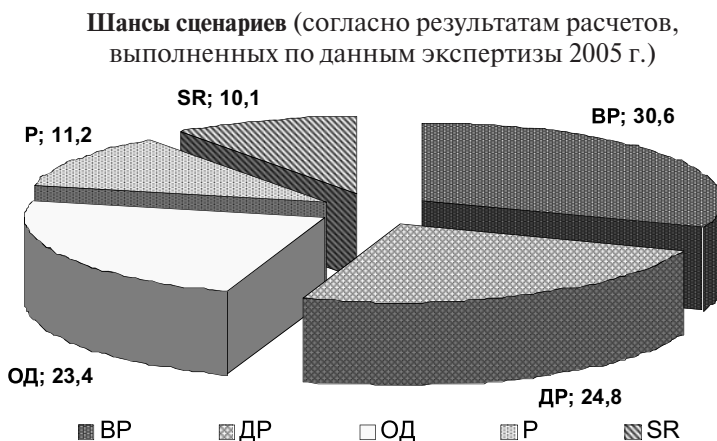 Шансы сценариев (согласно результатам расчетов,
выполненных по данным экспертизы 2005 г.)
SR; 10,1
ВР; 30,6
Р; 11,2
ОД; 23,4
ДР; 24,8
ВР ДР ОД Р SR